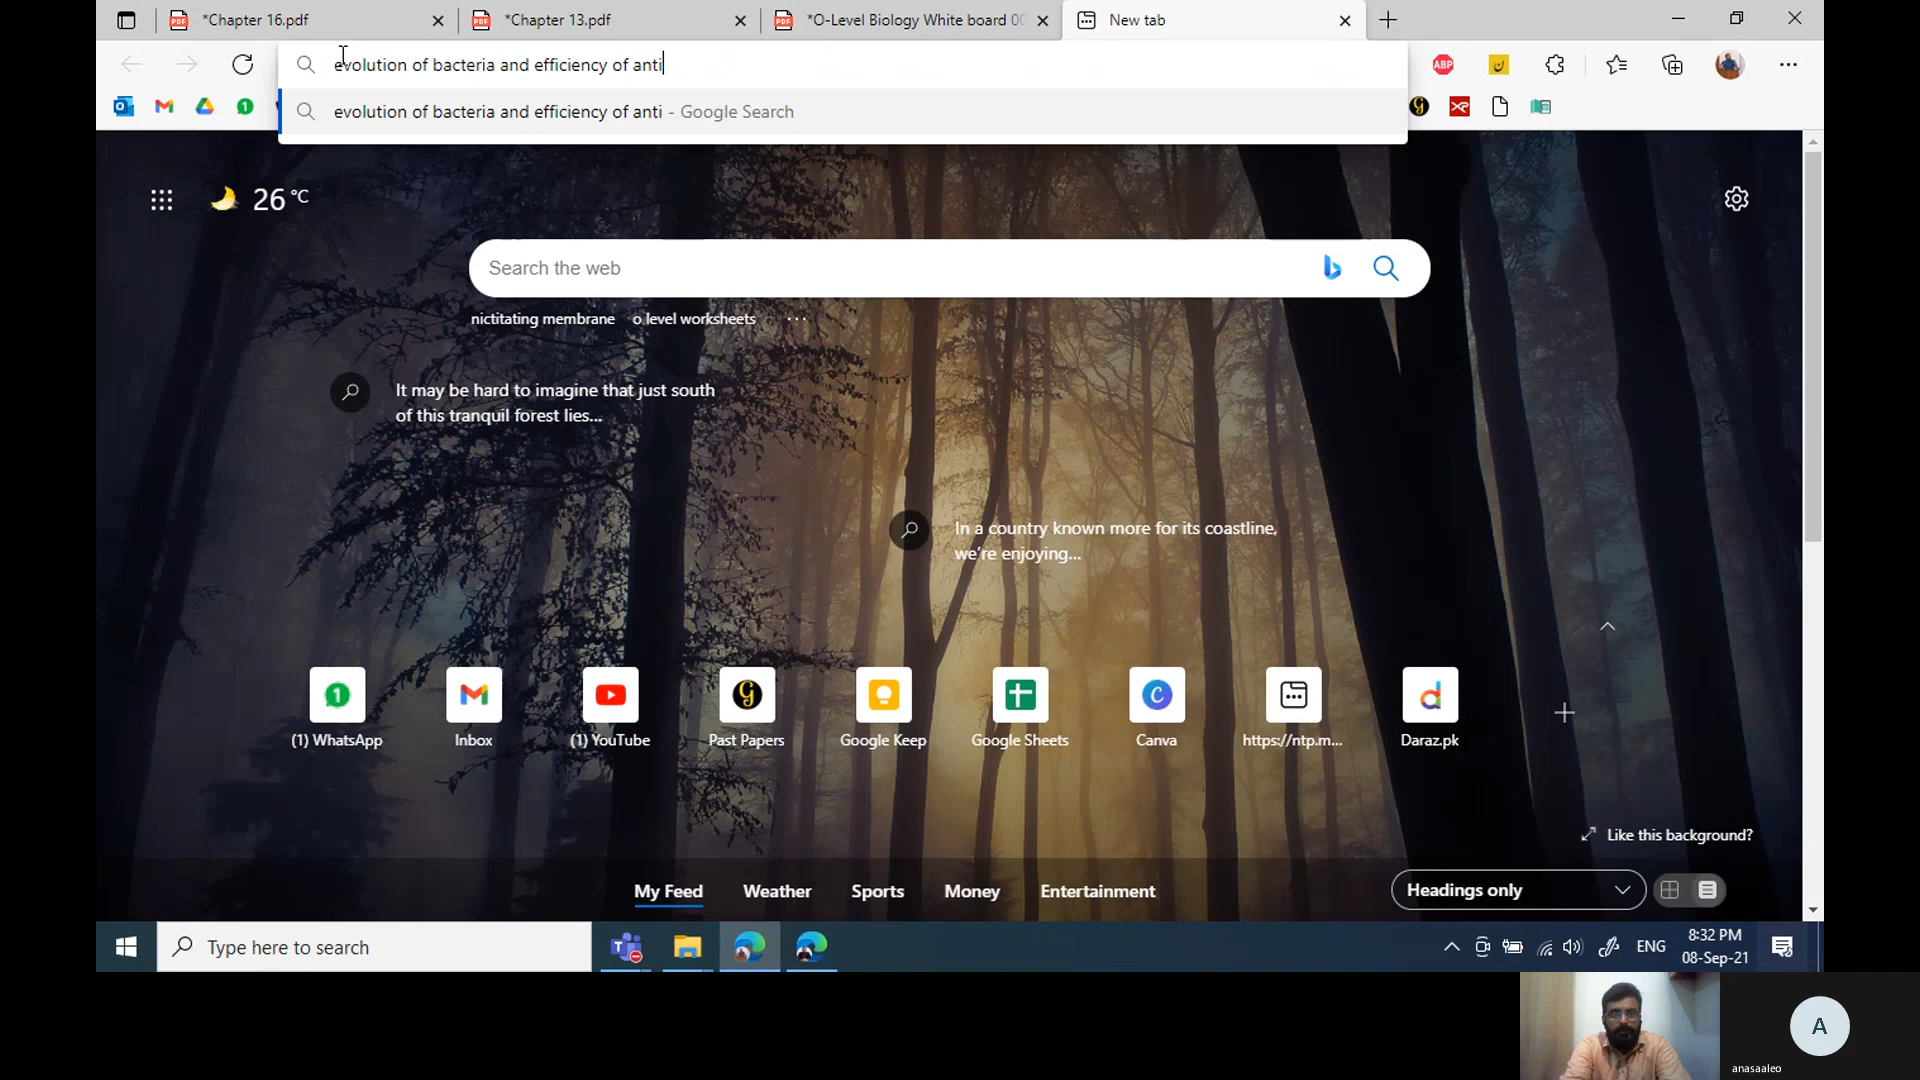 *Chapter 16.pdf
*Chapter 13.pdf
*O-Level Biology White board 00
New tab
evolution of bacteria and efficiency of anti
ABP
evolution of bacteria and efficiency of anti - Google Search
26 °C
Search the web
nictitating membrane o level worksheets ...
It may be hard to imagine that just south
of this tranquil forest lies...
In a country known more for its coastline,
we're enjoying...
(1) WhatsApp
Inbox
(1) YouTube
Past Papers
Google Keep
Google Sheets
Canva
https://ntp.m...
Daraz.pk
Like this background?
My Feed
Weather
Sports
Money
Entertainment
Headings only
Type here to search
ENG
8:32 PM
08-Sep-21
A
anasaaleo